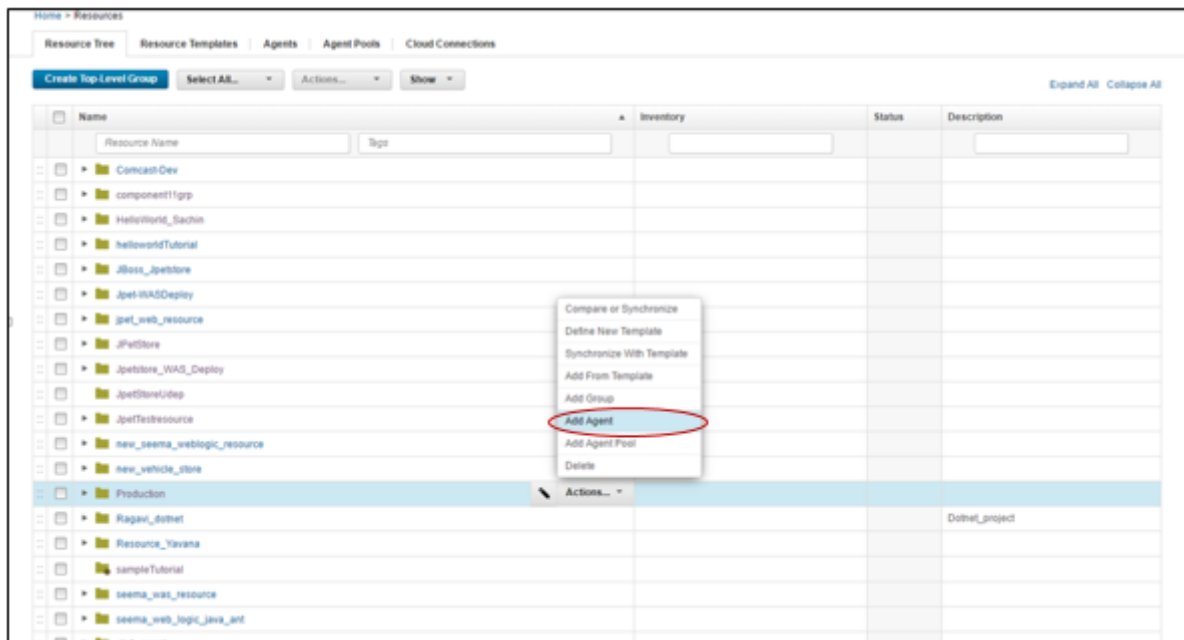 Home > Resources
Resource Tree Resource Templates Agents Agent Pools Cloud Connections
Create Top-Level Group Select All... Actions... Show
Expand All Collapse All
Name Inventory Status Description
Resource Name Tags
Comcast-Dev
component11grp
HelloWorld_Sachin
helloworldTutorial
JBoss_Jpetstore
Jpet-WASDeploy
jpet_web_resource
JPetStore
Jpetstore_WAS_Deploy
JpetStoreUdep
JpetTestresource
new_seema_weblogic_resource
new_vehicle_store
Compare or Synchronize
Define New Template
Synchronize With Template
Add From Template
Add Group
Add Agent
Add Agent Pool
Delete
Production Actions...
Ragavi_dotnet Dotnet_project
Resource_Yavana
sampleTutorial
seema_was_resource
seema_web_logic_java_ant